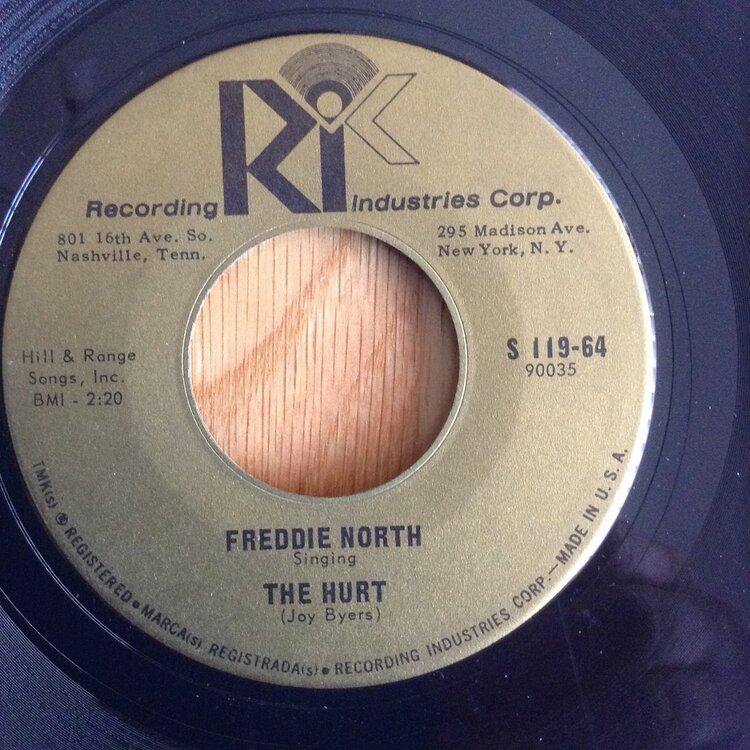 RIC
Recording Industries Corp.
801 16th Ave. So.
Nashville, Tenn.
295 Madison Ave.
New York, N. Y.
Hill & Range
Songs, Inc.
BMI - 2:20
S 119-64
90035
FREDDIE NORTH
Singing
THE HURT
(Joy Byers)
TMK(s) ® REGISTERED • MARCA(s) REGISTRADA(s) • RECORDING INDUSTRIES CORP.—MADE IN U. S. A.